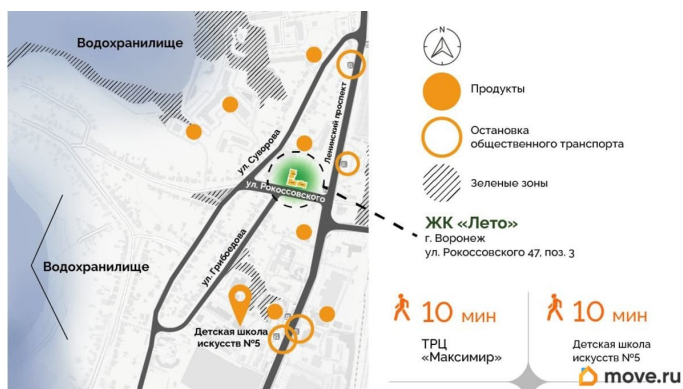 Водохранилище
Ленинский проспект
ул. Суворова
ул. Рокоссовского
ул. Грибоедова
Водохранилище
Детская школа
искусств №5
N
Продукты
Остановка
общественного транспорта
Зеленые зоны
ЖК «Лето»
г. Воронеж
ул. Рокоссовского 47, поз. 3
10 мин
ТРЦ
«Максимир»
10 мин
Детская школа
искусств №5
move.ru